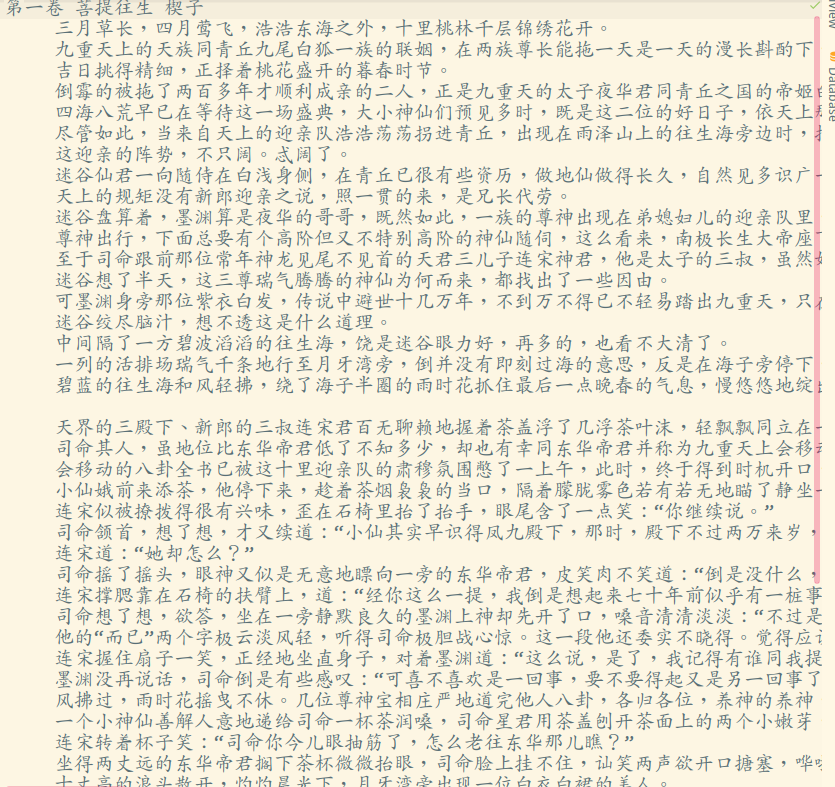 第一卷 菩提往生 楔子
三月草长，四月莺飞，浩浩东海之外，十里桃林千层锦绣花开。
九重天上的天族同青丘九尾白狐一族的联姻，在两族尊长能拖一天是一天的漫长斟酌下
吉日挑得精细，正择着桃花盛开的暮春时节。
倒霉的被拖了两百多年才顺利成亲的二人，正是九重天的太子夜华君同青丘之国的帝姬
四海八荒早已在等待这一场盛典，大小神仙们预见多时，既是这二位的好日子，依天上
尽管如此，当来自天上的迎亲队浩浩荡荡拐进青丘，出现在雨泽山上的往生海旁边时，
这迎亲的阵势，不只阔。忒阔了。
迷谷仙君一向随侍在白浅身侧，在青丘已很有些资历，做地仙做得长久，自然见多识广
天上的规矩没有新郎迎亲之说，照一贯的来，是兄长代劳。
迷谷盘算着，墨渊算是夜华的哥哥，既然如此，一族的尊神出现在弟媳妇儿的迎亲队里
尊神出行，下面总要有个高阶但又不特别高阶的神仙随伺，这么看来，南极长生大帝座
至于司命跟前那位常年神龙见尾不见首的天君三儿子连宋神君，他是太子的三叔，虽然
迷谷想了半天，这三尊瑞气腾腾的神仙为何而来，都找出了一些因由。
可墨渊身旁那位紫衣白发，传说中避世十几万年，不到万不得已不轻易踏出九重天，只
迷谷绞尽脑汁，想不透这是什么道理。
中间隔了一方碧波滔滔的往生海，饶是迷谷眼力好，再多的，也看不大清了。
一列的活排场瑞气千条地行至月牙湾旁，倒并没有即刻过海的意思，反是在海子旁停下
碧蓝的往生海和风轻拂，绕了海子半圈的雨时花抓住最后一点晚春的气息，慢悠悠地绽
天界的三殿下、新郎的三叔连宋君百无聊赖地握着茶盖浮了几浮茶叶沫，轻飘飘同立在
司命其人，虽地位比东华帝君低了不知多少，却也有幸同东华帝君并称为九重天上会移
会移动的八卦全书已被这十里迎亲队的肃穆氛围憋了一上午，此时，终于得到时机开口
小仙娥前来添茶，他停下来，趁着茶烟袅袅的当口，隔着朦胧雾色若有若无地瞄了静坐
连宋似被撩拨得很有兴味，歪在石椅里抬了抬手，眼尾含了一点笑：“你继续说。”
司命颔首，想了想，才又续道：“小仙其实早识得凤九殿下，那时，殿下不过两万来岁，
连宋道：“她却怎么？”
司命摇了摇头，眼神又似是无意地瞟向一旁的东华帝君，皮笑肉不笑道：“倒是没什么，
连宋撑腮靠在石椅的扶臂上，道：“经你这么一提，我倒是想起来七十年前似乎有一桩事
司命想了想，欲答，坐在一旁静默良久的墨渊上神却先开了口，嗓音清清淡淡：“不过是
他的“而已”两个字极云淡风轻，听得司命极胆战心惊。这一段他还委实不晓得。觉得应
连宋握住扇子一笑，正经地坐直身子，对着墨渊道：“这么说，是了，我记得有谁同我提
墨渊没再说话，司命倒是有些感叹：“可喜不喜欢是一回事，要不要得起又是另一回事了
风拂过，雨时花摇曳不休。几位尊神宝相庄严地道完他人八卦，各归各位，养神的养神
一个小神仙善解人意地递给司命一杯茶润嗓，司命星君用茶盖刨开茶面上的两个小嫩芽
连宋转着杯子笑：“司命你今儿眼抽筋了，怎么老往东华那儿瞧？”
坐得两丈远的东华帝君搁下茶杯微微抬眼，司命脸上挂不住，讪笑两声欲开口搪塞，哗
十丈高的浪头散开，灼灼晨光下，月牙湾旁出现一位白衣白裙的美人。
View
Database